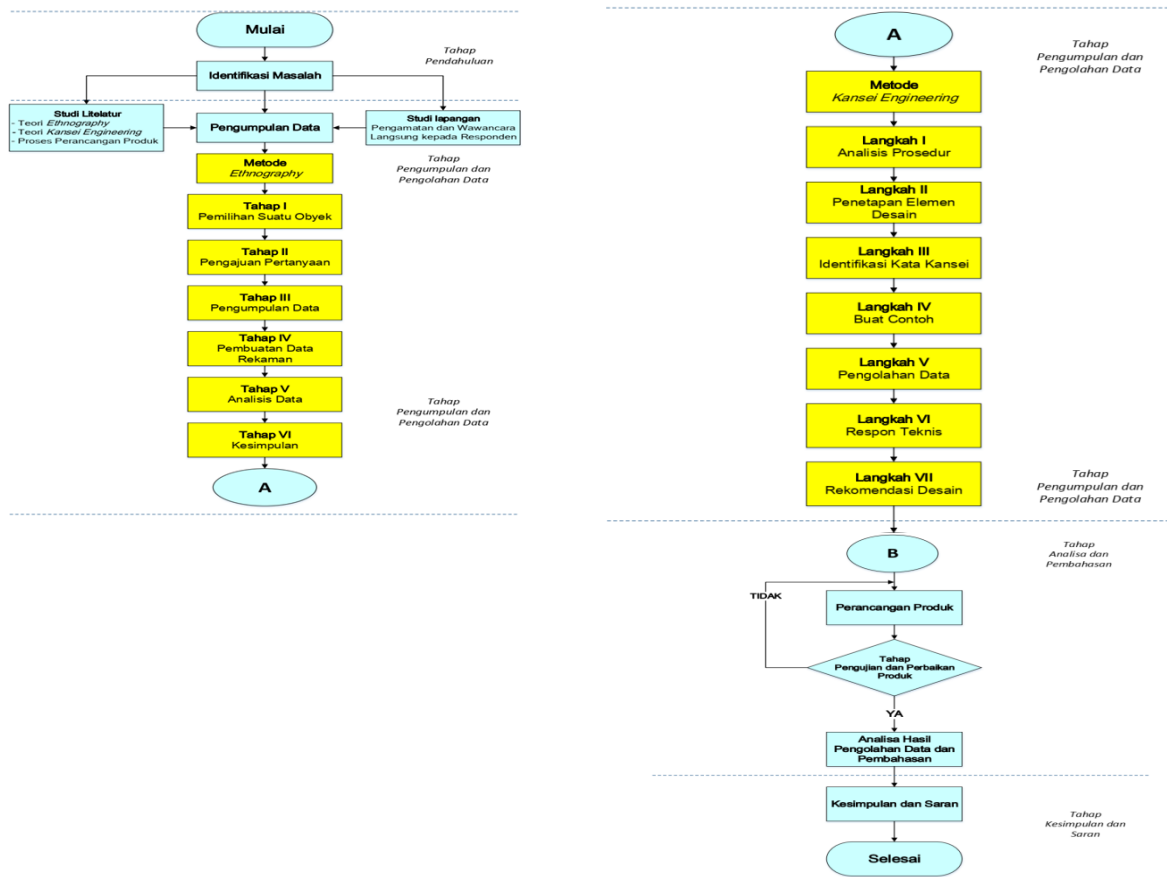 Mulai
Tahap
Pendahuluan
Identifikasi Masalah
Studi Litelatur
- Teori Ethnography
- Teori Kansei Engineering
- Proses Perancangan Produk
Pengumpulan Data
Studi lapangan
Pengamatan dan Wawancara
Langsung kepada Responden
Tahap
Pengumpulan dan
Pengolahan Data
Metode
Ethnography
Tahap I
Pemilihan Suatu Obyek
Tahap II
Pengajuan Pertanyaan
Tahap III
Pengumpulan Data
Tahap IV
Pembuatan Data
Rekaman
Tahap V
Analisis Data
Tahap
Pengumpulan dan
Pengolahan Data
Tahap VI
Kesimpulan
A
A
Tahap
Pengumpulan dan
Pengolahan Data
Metode
Kansei Engineering
Langkah I
Analisis Prosedur
Langkah II
Penetapan Elemen
Desain
Langkah III
Identifikasi Kata Kansei
Langkah IV
Buat Contoh
Langkah V
Pengolahan Data
Langkah VI
Respon Teknis
Langkah VII
Rekomendasi Desain
Tahap
Pengumpulan dan
Pengolahan Data
B
Tahap
Analisa dan
Pembahasan
TIDAK
Perancangan Produk
Tahap
Pengujian dan Perbaikan
Produk
YA
Analisa Hasil
Pengolahan Data dan
Pembahasan
Kesimpulan dan Saran
Tahap
Kesimpulan dan
Saran
Selesai